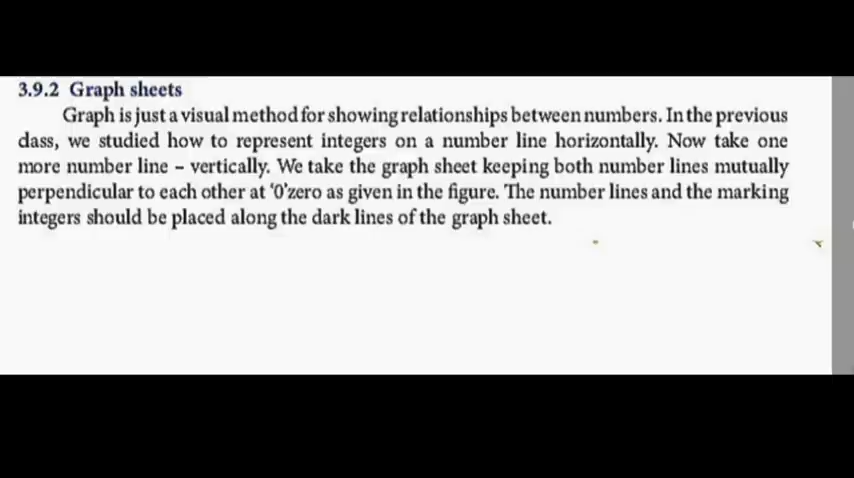 3.9.2 Graph sheets
Graph is just a visual method for showing relationships between numbers. In the previous
class, we studied how to represent integers on a number line horizontally. Now take one
more number line – vertically. We take the graph sheet keeping both number lines mutually
perpendicular to each other at '0'zero as given in the figure. The number lines and the marking
integers should be placed along the dark lines of the graph sheet.